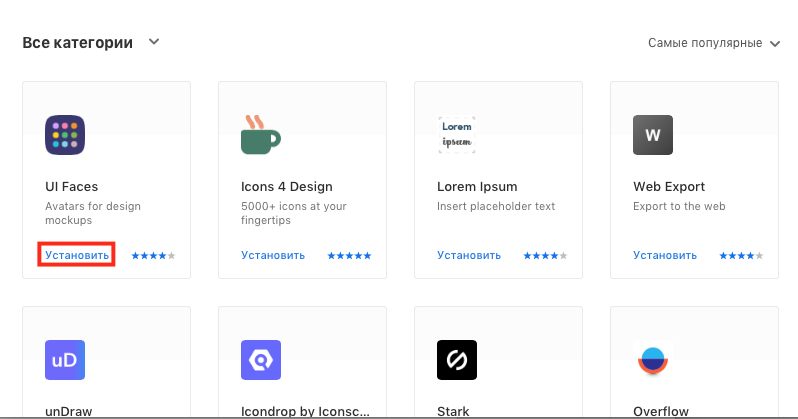 Все категории
Самые популярные
UI Faces
Avatars for design
mockups
Установить
Icons 4 Design
5000+ icons at your
fingertips
Установить
Lorem
ipsum
Lorem Ipsum
Insert placeholder text
Установить
W
Web Export
Export to the web
Установить
uD
unDraw
Icondrop by Iconsc...
Stark
Overflow